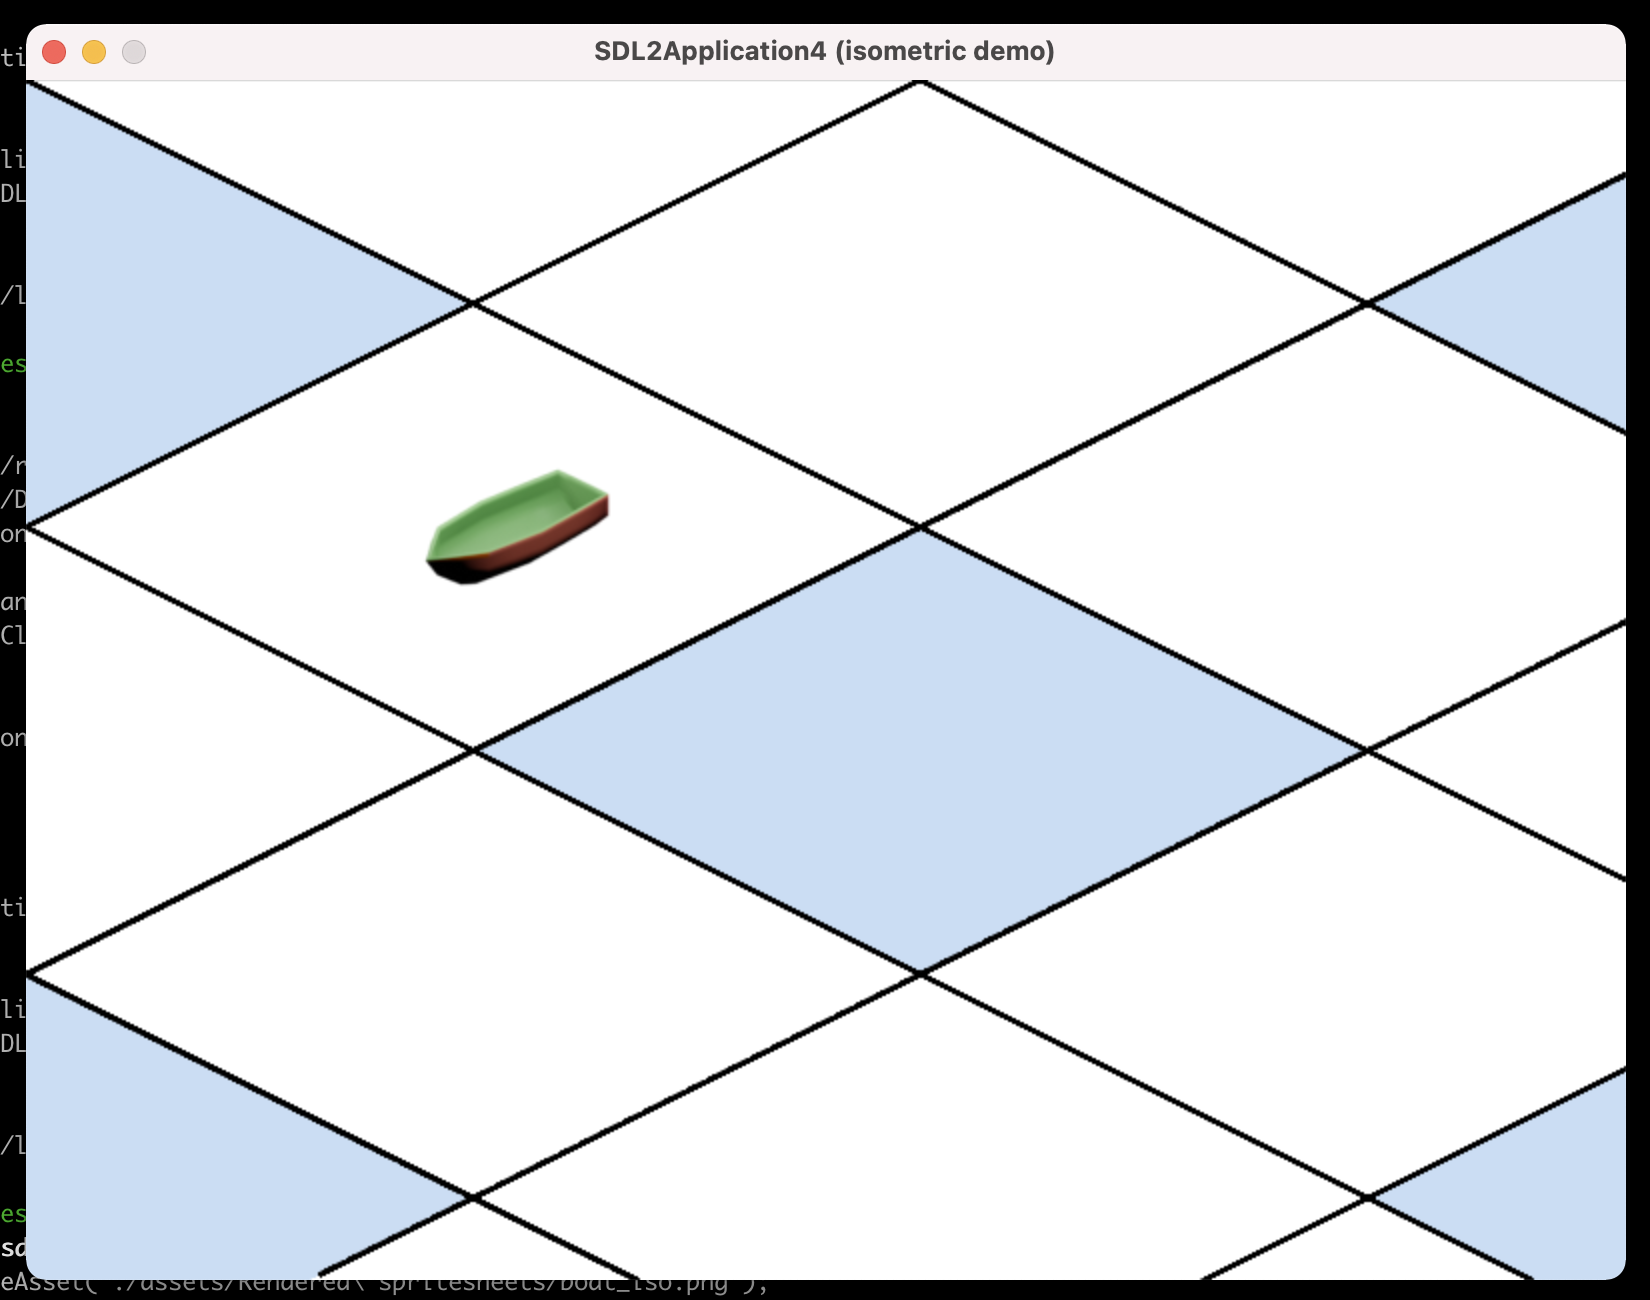 SDL2Application4 (isometric demo)
ti
li
DL
/l
es
/r
/D
on
an
Cl
on
ti
li
DL
/l
es
sd
eAsset("./assets/Rendered\ spritesheets/boat_iso.png");